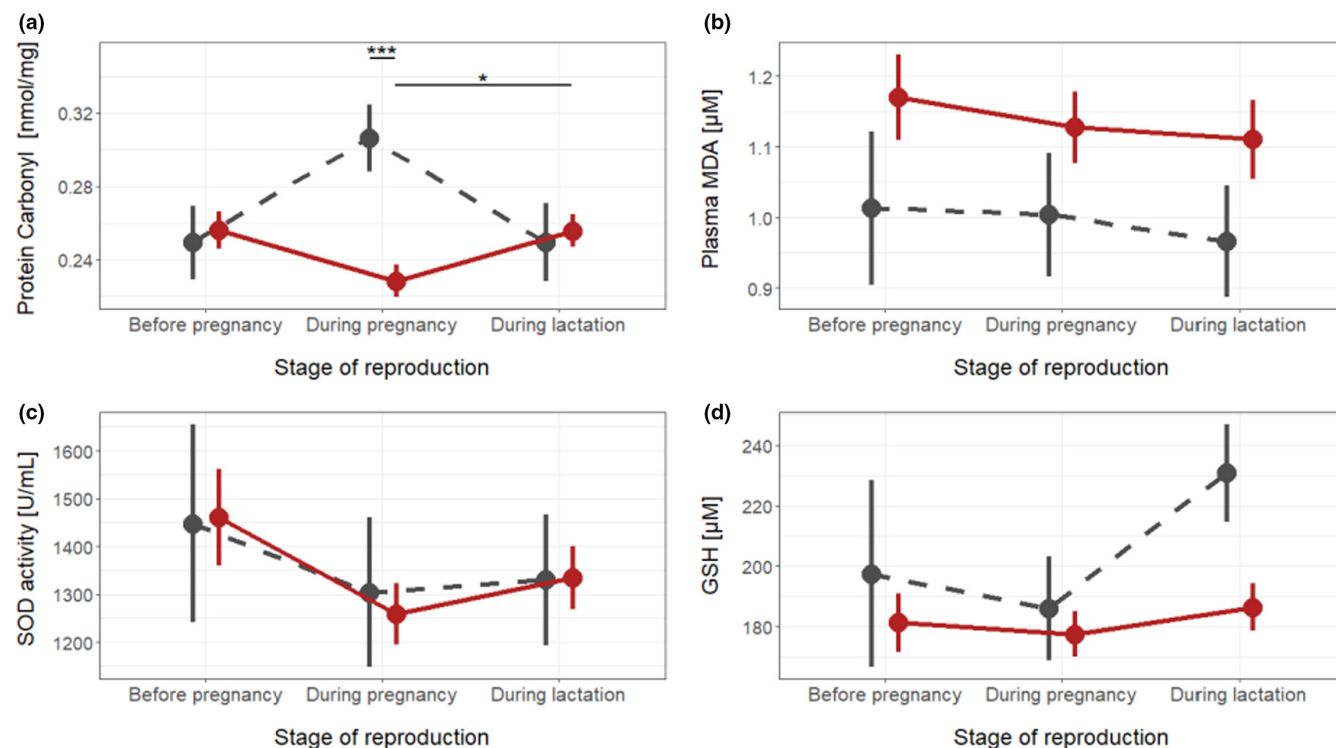 (a)
Protein Carbonyl [nmol/mg]
***
*
0.32
0.28
0.24
Before pregnancy During pregnancy During lactation
Stage of reproduction
(b)
Plasma MDA [µM]
1.2
1.1
1.0
0.9
Before pregnancy During pregnancy During lactation
Stage of reproduction
(c)
SOD activity [U/mL]
1600
1500
1400
1300
1200
Before pregnancy During pregnancy During lactation
Stage of reproduction
(d)
GSH [µM]
240
220
200
180
Before pregnancy During pregnancy During lactation
Stage of reproduction